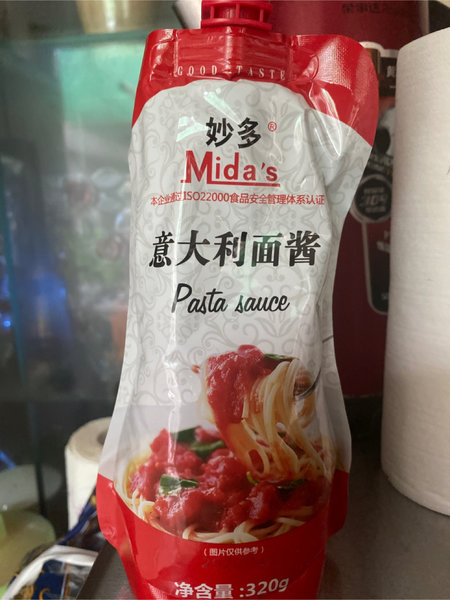 GOOD TASTE
妙多®
Mida's
本企业通过ISO22000食品安全管理体系认证
意大利面酱
Pasta sauce
（图片仅供参考）
净含量:320g